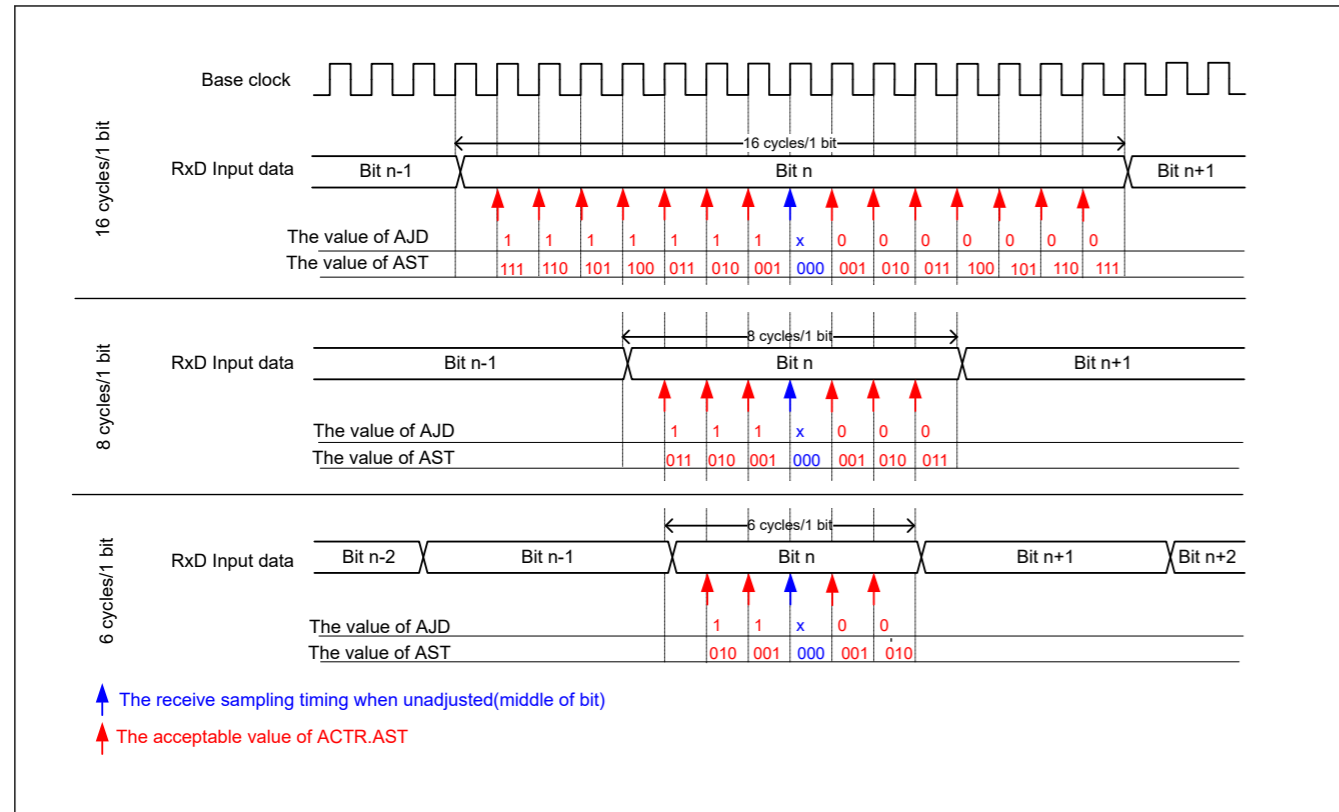 Base clock
16 cycles/1 bit
16 cycles/1 bit
RxD Input data Bit n-1 Bit n Bit n+1
The value of AJD 1 1 1 1 1 1 1 x 0 0 0 0 0 0 0
The value of AST 111 110 101 100 011 010 001 000 001 010 011 100 101 110 111
8 cycles/1 bit
8 cycles/1 bit
RxD Input data Bit n-1 Bit n Bit n+1
The value of AJD 1 1 1 x 0 0 0
The value of AST 011 010 001 000 001 010 011
6 cycles/1 bit
6 cycles/1 bit
RxD Input data Bit n-2 Bit n-1 Bit n Bit n+1 Bit n+2
The value of AJD 1 1 x 0 0
The value of AST 010 001 000 001 010
The receive sampling timing when unadjusted(middle of bit)
The acceptable value of ACTR.AST